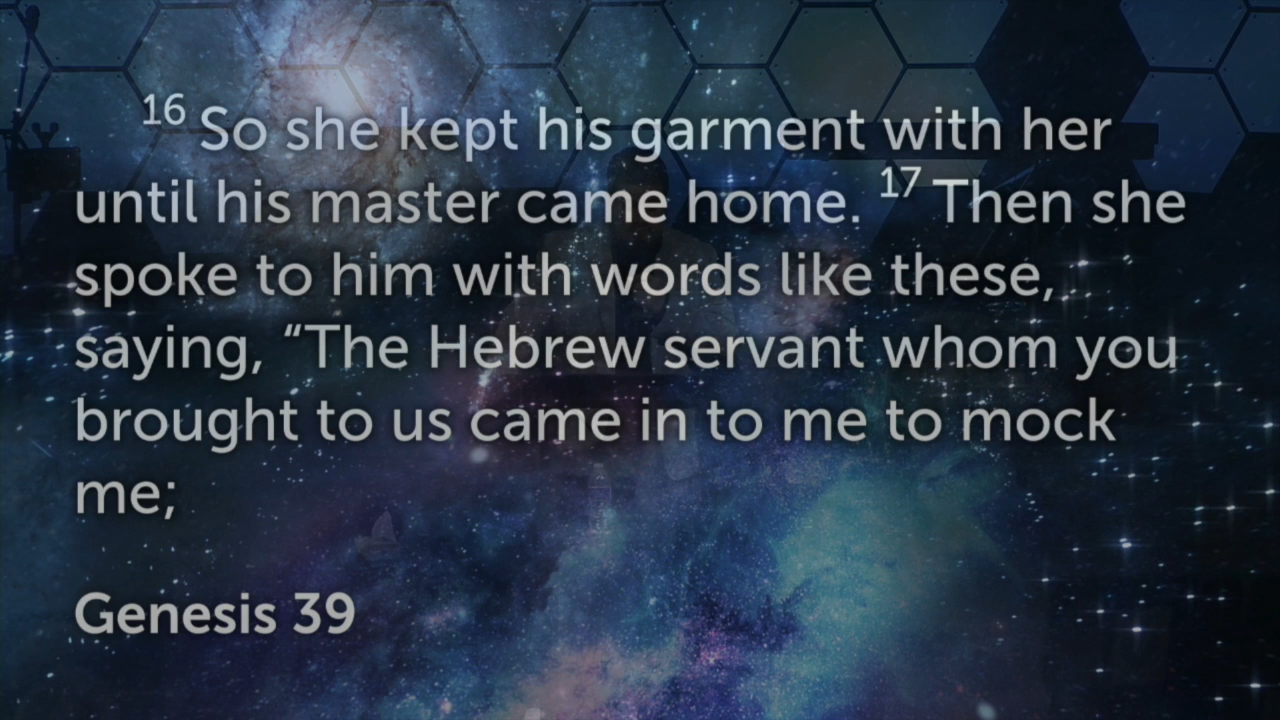 16 So she kept his garment with her
until his master came home. 17 Then she
spoke to him with words like these,
saying, “The Hebrew servant whom you
brought to us came in to me to mock
me;
Genesis 39